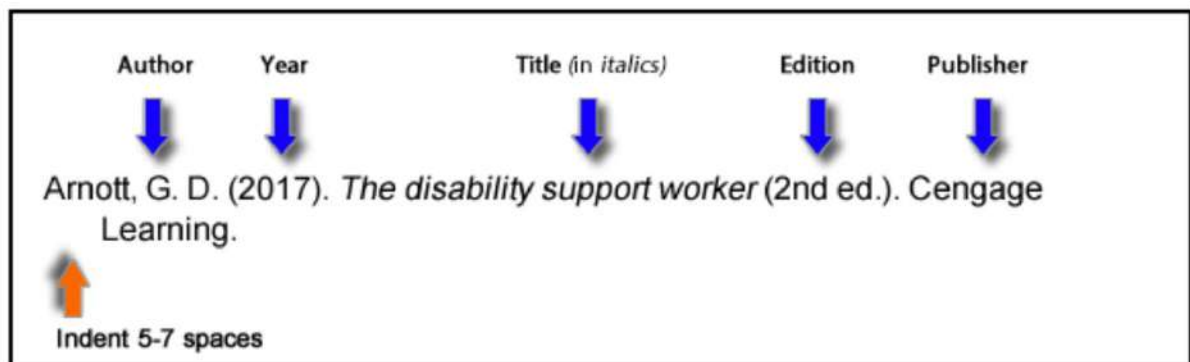 Author Year Title (in italics) Edition Publisher
Arnott, G. D. (2017). The disability support worker (2nd ed.). Cengage
Learning.
Indent 5-7 spaces